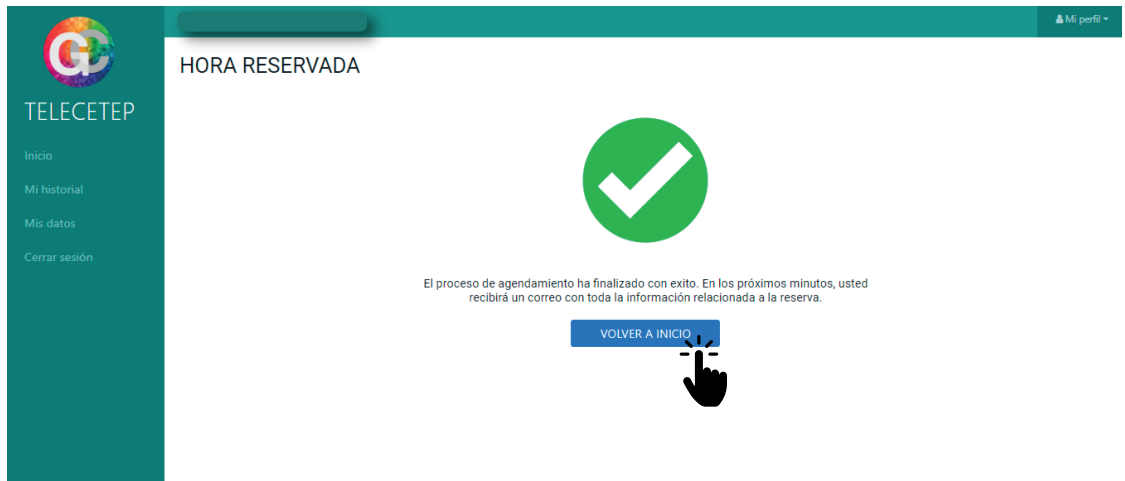 Mi perfil
GC
TELECETEP
Inicio
Mi historial
Mis datos
Cerrar sesión
HORA RESERVADA
El proceso de agendamiento ha finalizado con exito. En los próximos minutos, usted
recibirá un correo con toda la información relacionada a la reserva.
VOLVER A INICIO